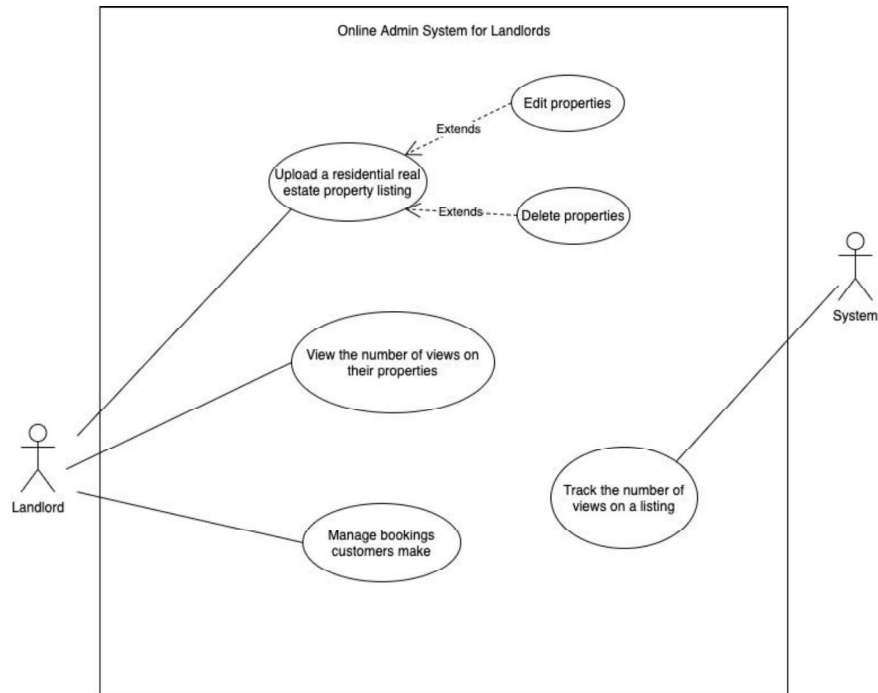 Online Admin System for Landlords
Edit properties
Extends
Upload a residential real
estate property listing
Extends
Delete properties
System
View the number of views on
their properties
Landlord
Track the number of
views on a listing
Manage bookings
customers make